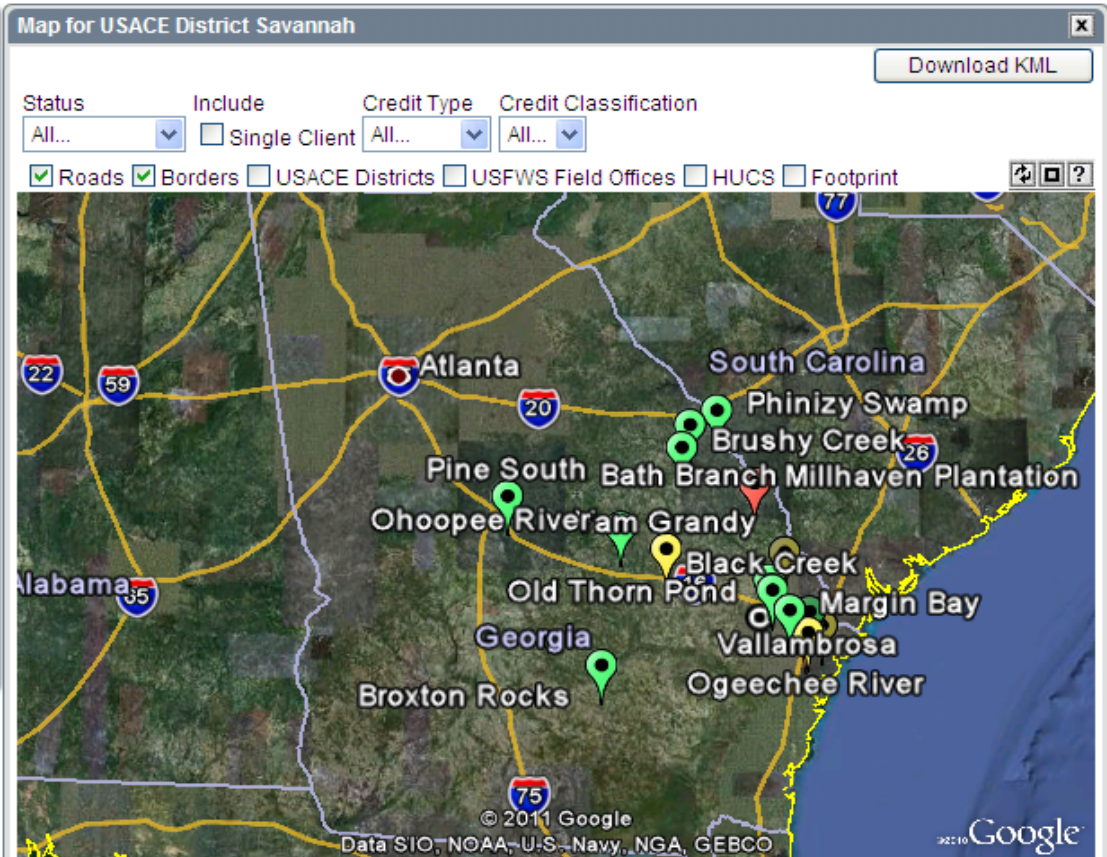 Map for USACE District Savannah
Download KML
Status Include Credit Type Credit Classification
All... Single Client All... All...
Roads Borders USACE Districts USFWS Field Offices HUCS Footprint ?
77
22
59
Atlanta
South Carolina
20
Phinizy Swamp
Brushy Creek
26
Pine South
Bath Branch Millhaven Plantation
Ohoopee River am Grandy
Black Creek
Alabama
Old Thorn Pond
16
85
Margin Bay
Georgia
Vallambrosa
Broxton Rocks
Ogeechee River
75
© 2011 Google
Data SIO, NOAA, U.S. Navy, NGA, GEBCO
Google